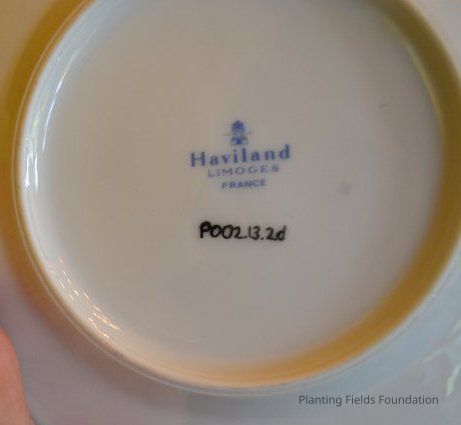 Haviland
LIMOGES
FRANCE
P002.13.2d
Planting Fields Foundation